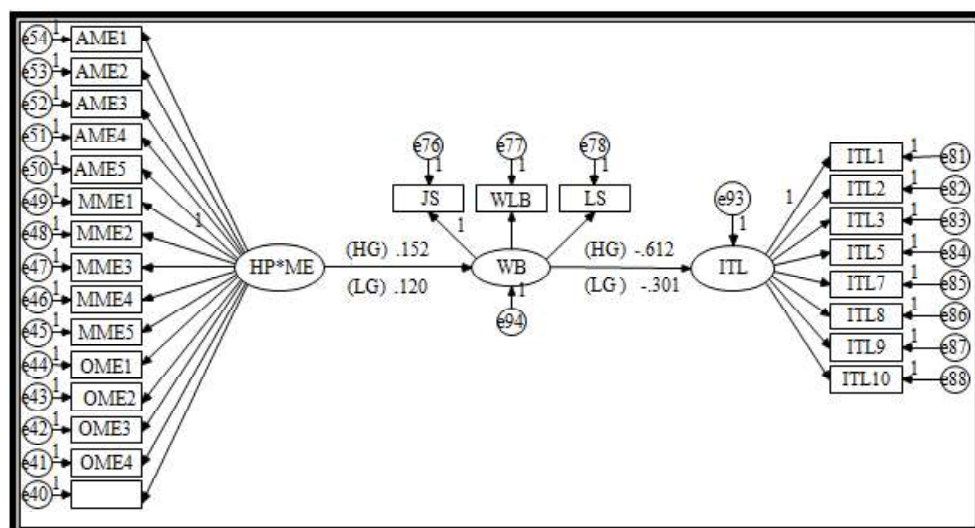 e54 1 AME1
e53 1 AME2
e52 1 AME3
e51 1 AME4
e50 1 AME5
e49 1 MME1
e48 1 MME2
e47 1 MME3
e46 1 MME4
e45 1 MME5
e44 1 OME1
e43 1 OME2
e42 1 OME3
e41 1 OME4
e40 1
1
HP*ME
(HG) .152
(LG) .120
e76 e77 e78
1 1 1
JS WLB LS
1
WB
1
e94
(HG) -.612
(LG) -.301
e93
1
ITL
1
ITL1 1 e81
ITL2 1 e82
ITL3 1 e83
ITL5 1 e84
ITL7 1 e85
ITL8 1 e86
ITL9 1 e87
ITL10 1 e88